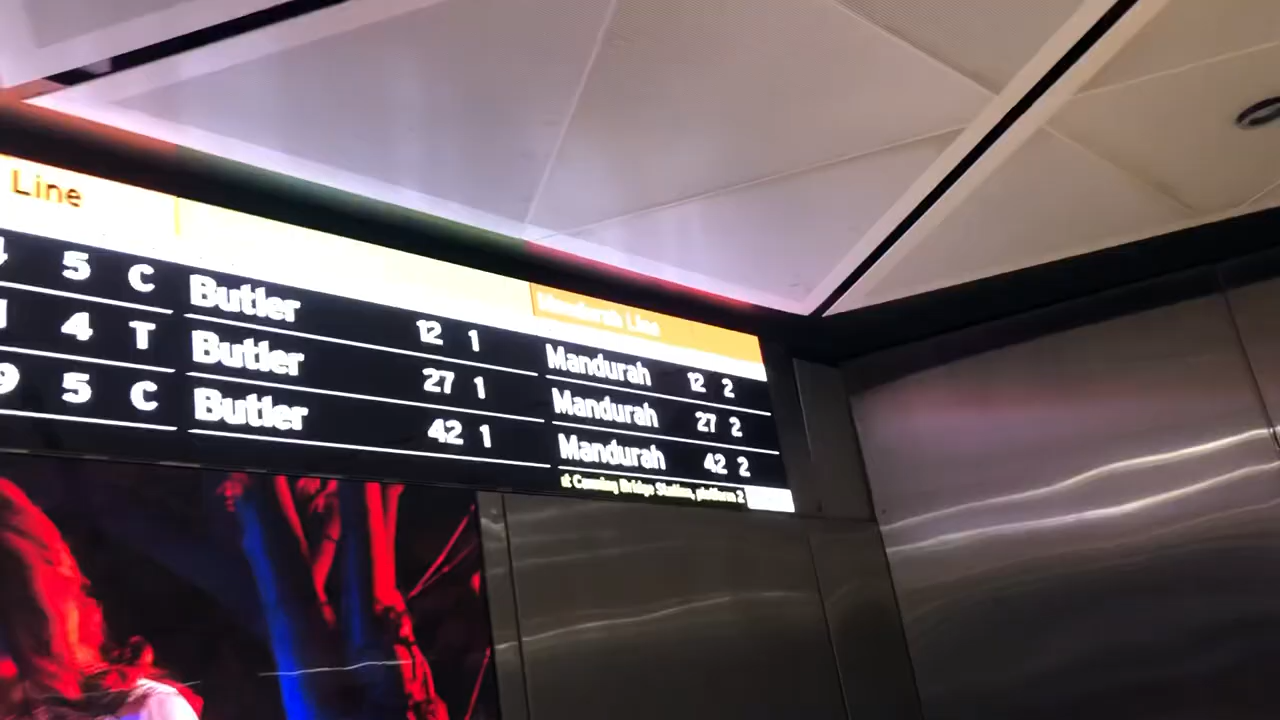 Line
5 C
Butler 12 1
4 T
Butler 27 1
9 5 C
Butler 42 1
Mandurah Line
Mandurah 12 2
Mandurah 27 2
Mandurah 42 2
at Canning Bridge Station, platform 2